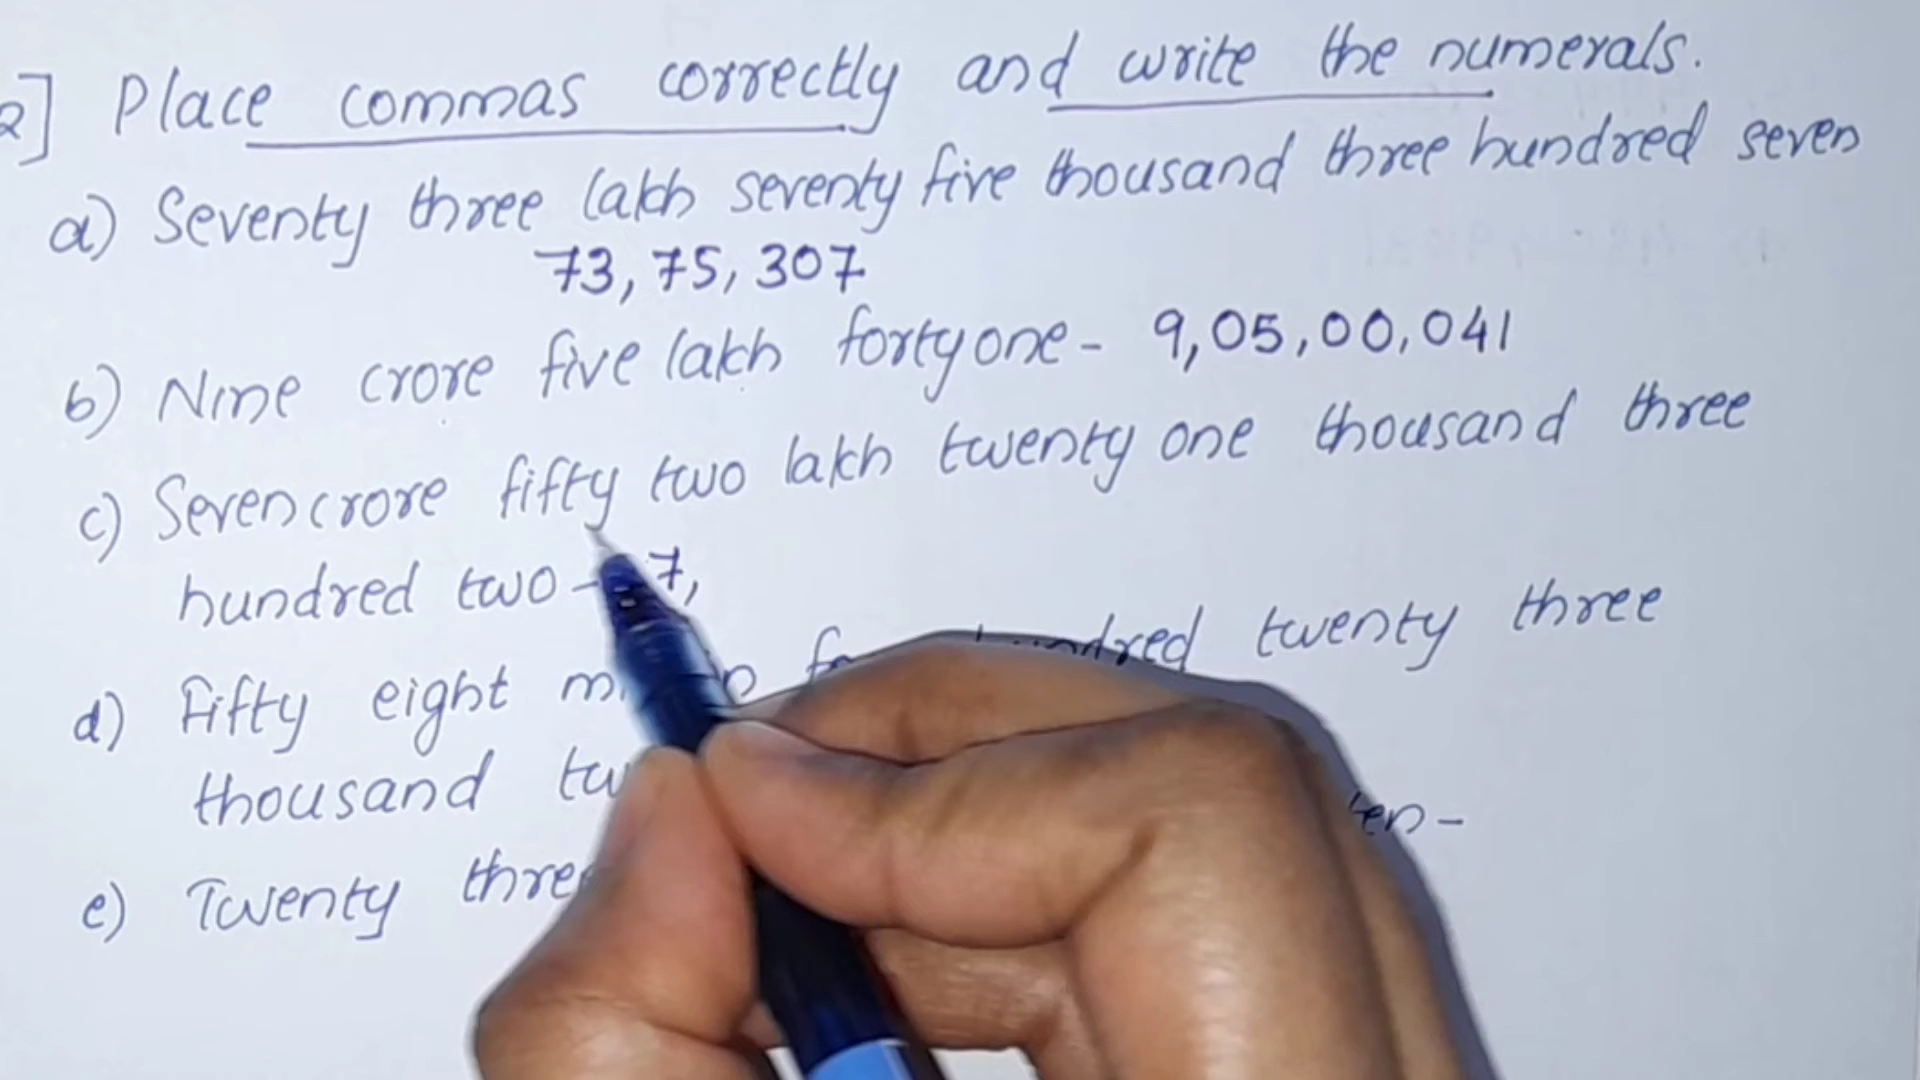 2] Place commas correctly and write the numerals.
a) Seventy three lakh seventy five thousand three hundred seven
73,75,307
b) Nine crore five lakh forty one - 9,05,00,041
c) Seven crore fifty two lakh twenty one thousand three
hundred two - 7,
d) Fifty eight hundred twenty three
thousand
e) Twenty three